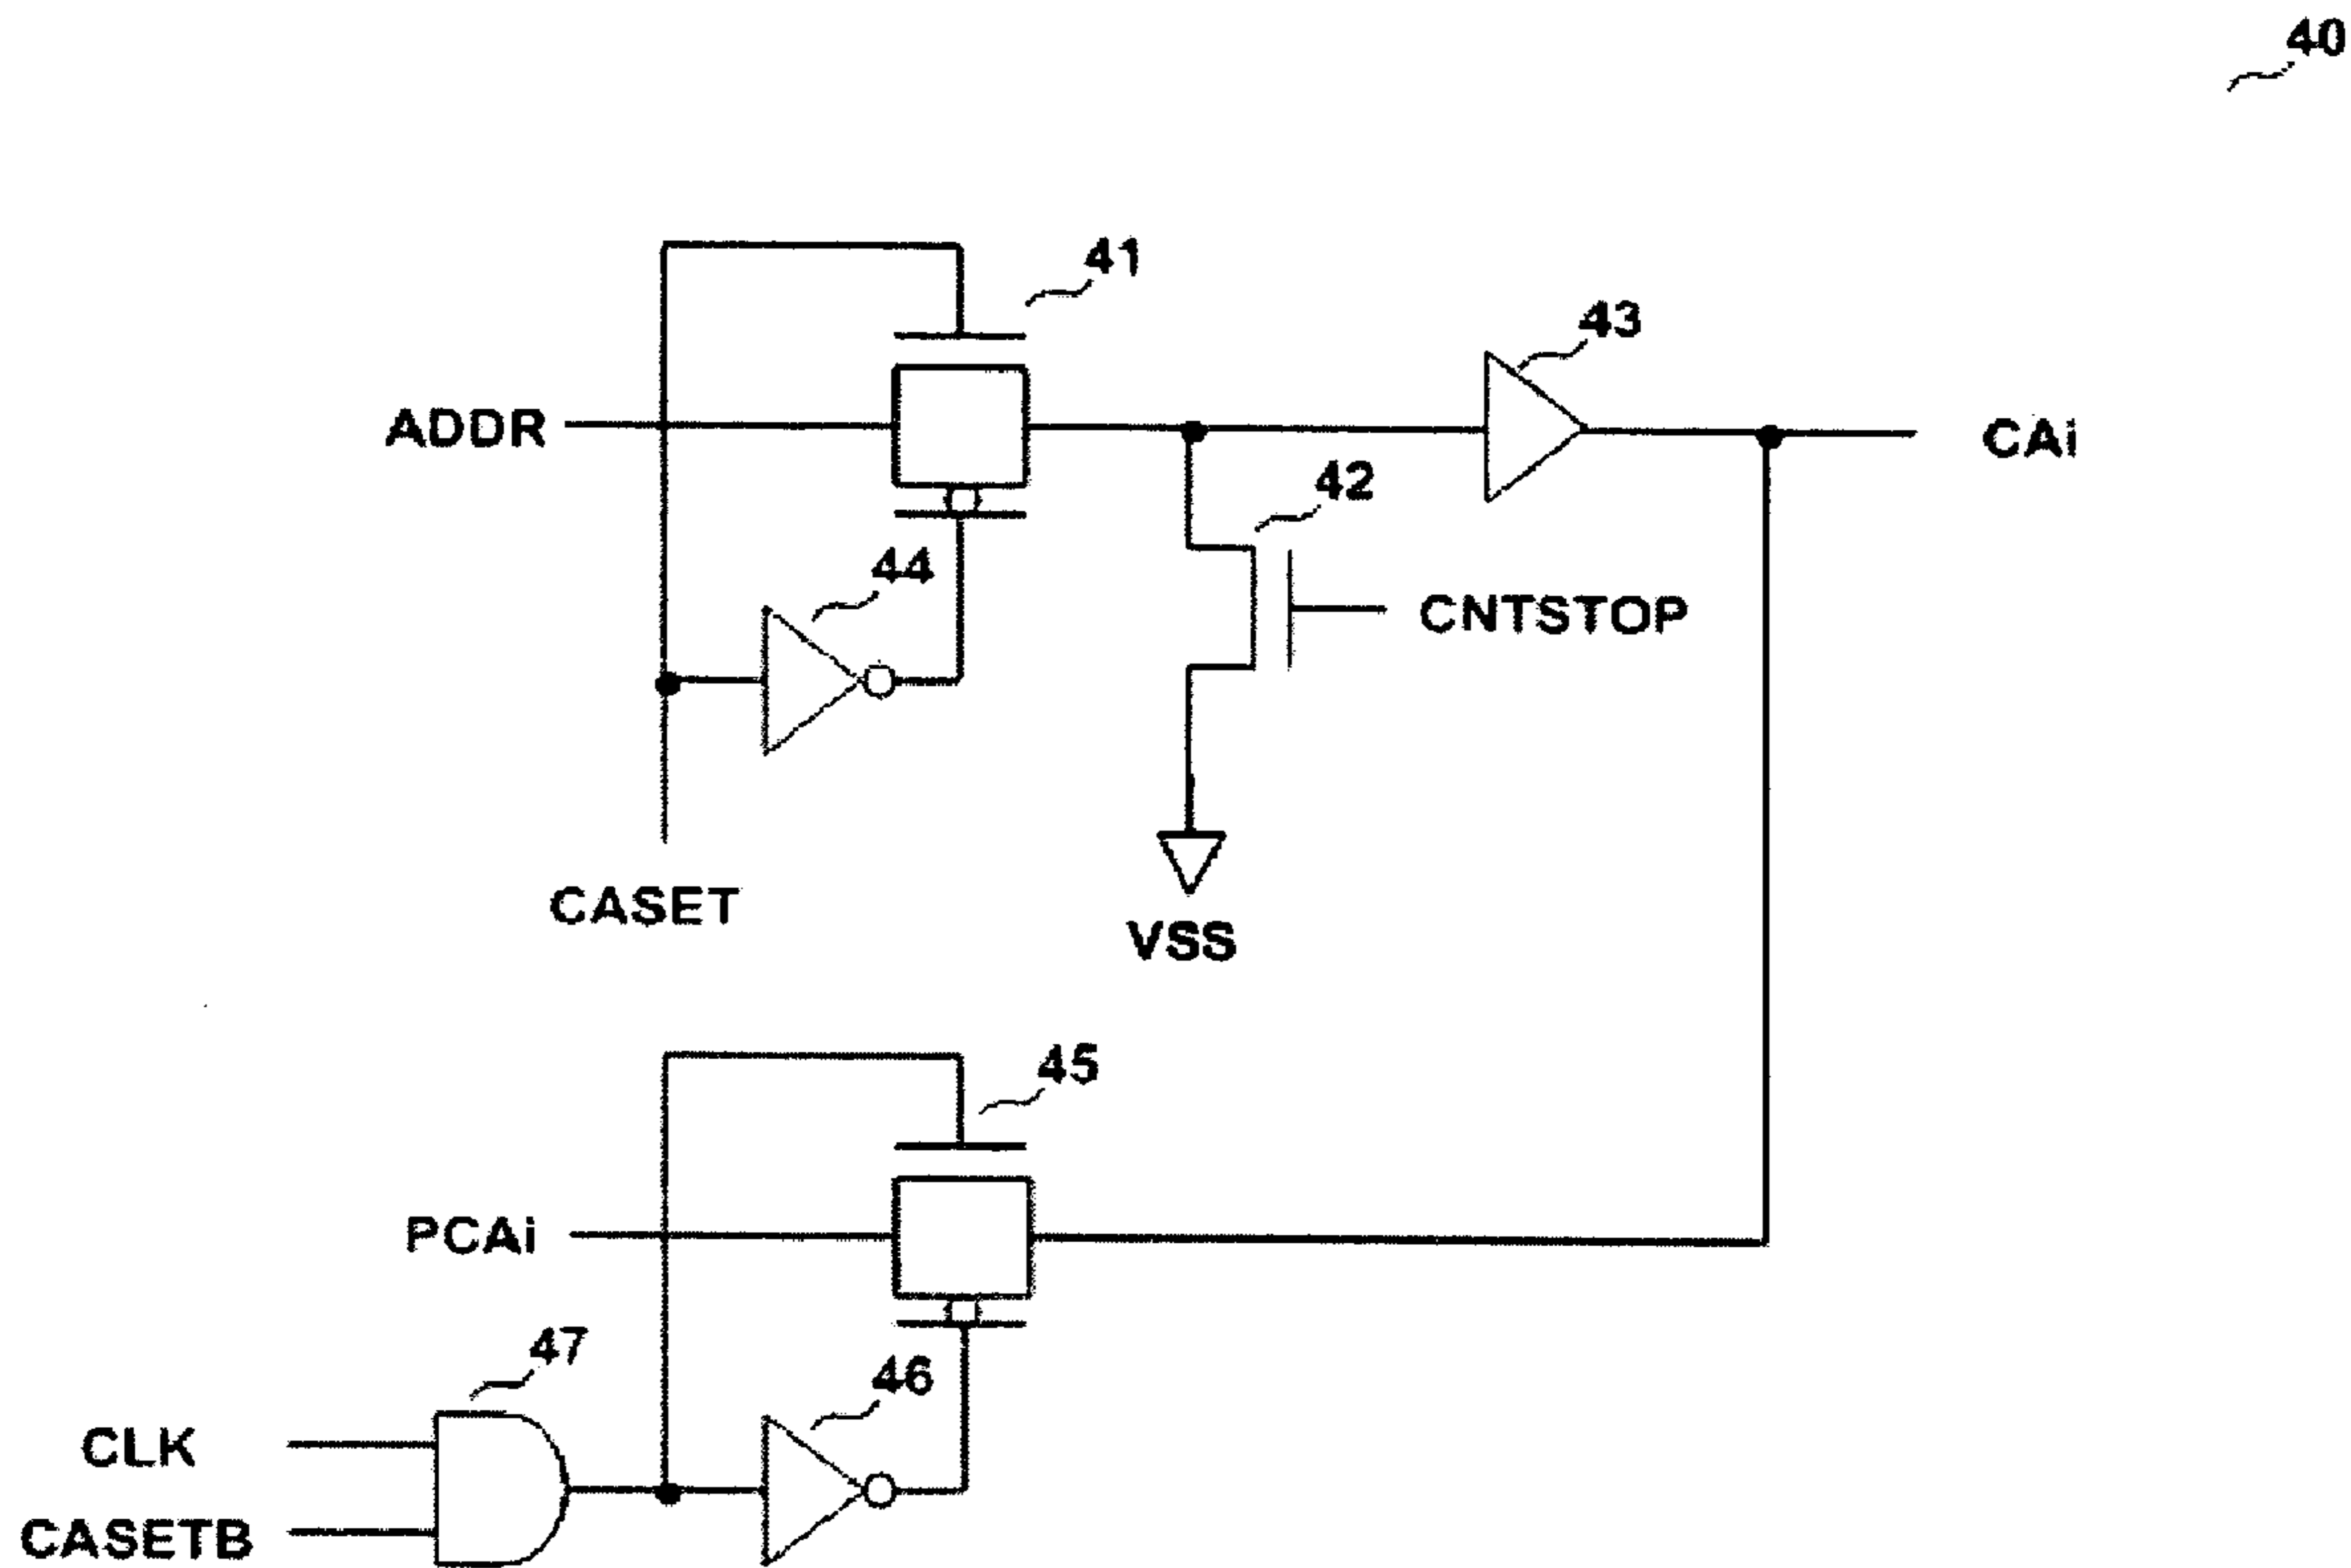 40
41
43
ADDR
CAi
42
44
CNTSTOP
CASET
VSS
45
PCAi
47
46
CLK
CASETB